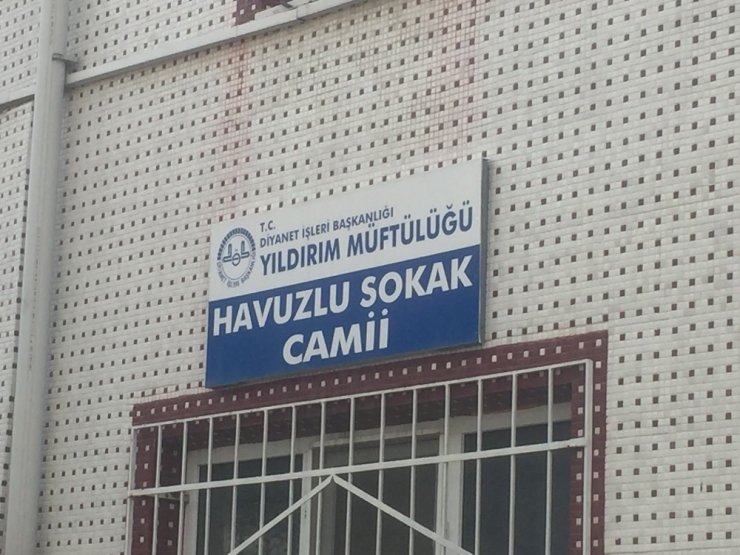 T.C.
DİYANET İŞLERİ BAŞKANLIĞI
YILDIRIM MÜFTÜLÜĞÜ
HAVUZLU SOKAK
CAMİİ